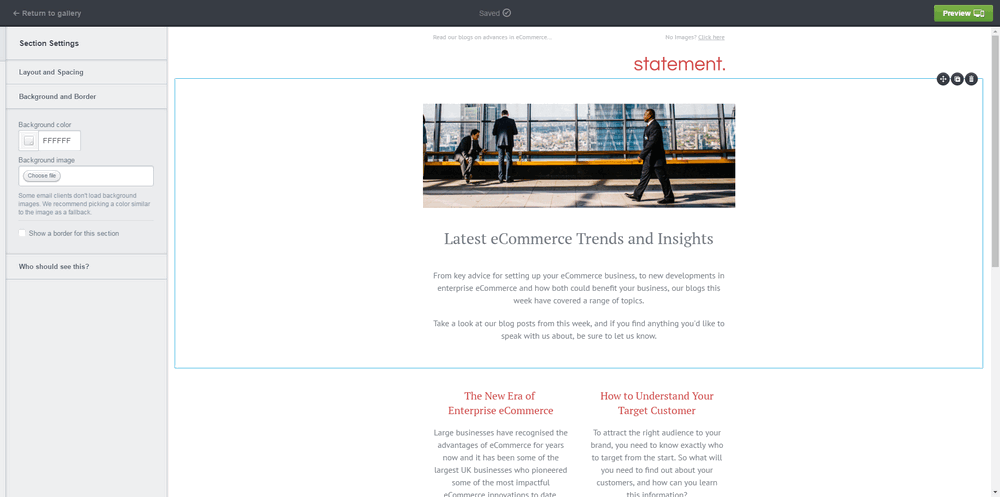 Return to gallery
Saved
Preview
Section Settings
Layout and Spacing
Background and Border
Background color
FFFFFF
Background image
Choose file
Some email clients don't load background
images. We recommend picking a color similar
to the image as a fallback.
Show a border for this section
Who should see this?
Read our blogs on advances in eCommerce...
No Images? Click here
statement.
Latest eCommerce Trends and Insights
From key advice for setting up your eCommerce business, to new developments in
enterprise eCommerce and how both could benefit your business, our blogs this
week have covered a range of topics.
Take a look at our blog posts from this week, and if you find anything you'd like to
speak with us about, be sure to let us know.
The New Era of
Enterprise eCommerce
Large businesses have recognised the
advantages of eCommerce for years
now and it has been some of the
largest UK businesses who pioneered
some of the most impactful
eCommerce innovations to date
How to Understand Your
Target Customer
To attract the right audience to your
brand, you need to know exactly who
to target from the start. So what will
you need to find out about your
customers, and how can you learn
this information?